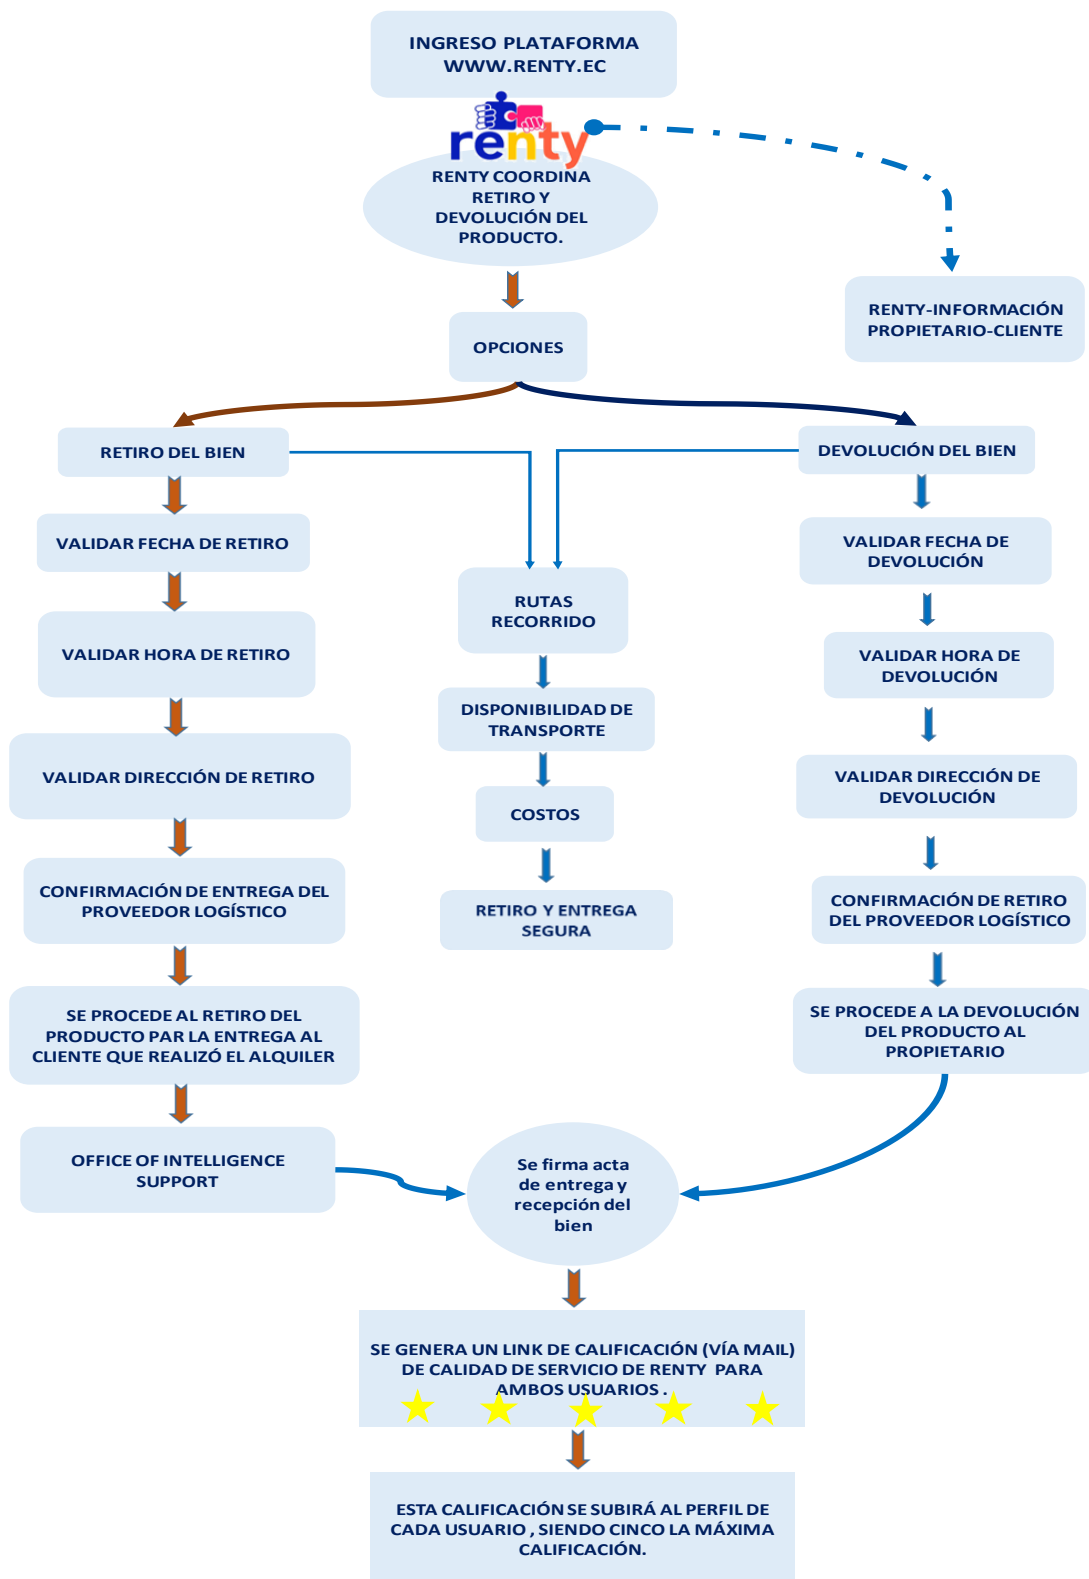 INGRESO PLATAFORMA
WWW.RENTY.EC
renty
RENTY COORDINA
RETIRO Y
DEVOLUCIÓN DEL
PRODUCTO.
RENTY-INFORMACIÓN
PROPIETARIO-CLIENTE
OPCIONES
RETIRO DEL BIEN
VALIDAR FECHA DE RETIRO
VALIDAR HORA DE RETIRO
VALIDAR DIRECCIÓN DE RETIRO
CONFIRMACIÓN DE ENTREGA DEL
PROVEEDOR LOGÍSTICO
SE PROCEDE AL RETIRO DEL
PRODUCTO PAR LA ENTREGA AL
CLIENTE QUE REALIZÓ EL ALQUILER
OFFICE OF INTELLIGENCE
SUPPORT
RUTAS
RECORRIDO
DISPONIBILIDAD DE
TRANSPORTE
COSTOS
RETIRO Y ENTREGA
SEGURA
DEVOLUCIÓN DEL BIEN
VALIDAR FECHA DE
DEVOLUCIÓN
VALIDAR HORA DE
DEVOLUCIÓN
VALIDAR DIRECCIÓN DE
DEVOLUCIÓN
CONFIRMACIÓN DE RETIRO
DEL PROVEEDOR LOGÍSTICO
SE PROCEDE A LA DEVOLUCIÓN
DEL PRODUCTO AL
PROPIETARIO
Se firma acta
de entrega y
recepción del
bien
SE GENERA UN LINK DE CALIFICACIÓN (VÍA MAIL)
DE CALIDAD DE SERVICIO DE RENTY PARA
AMBOS USUARIOS .
ESTA CALIFICACIÓN SE SUBIRÁ AL PERFIL DE
CADA USUARIO , SIENDO CINCO LA MÁXIMA
CALIFICACIÓN.